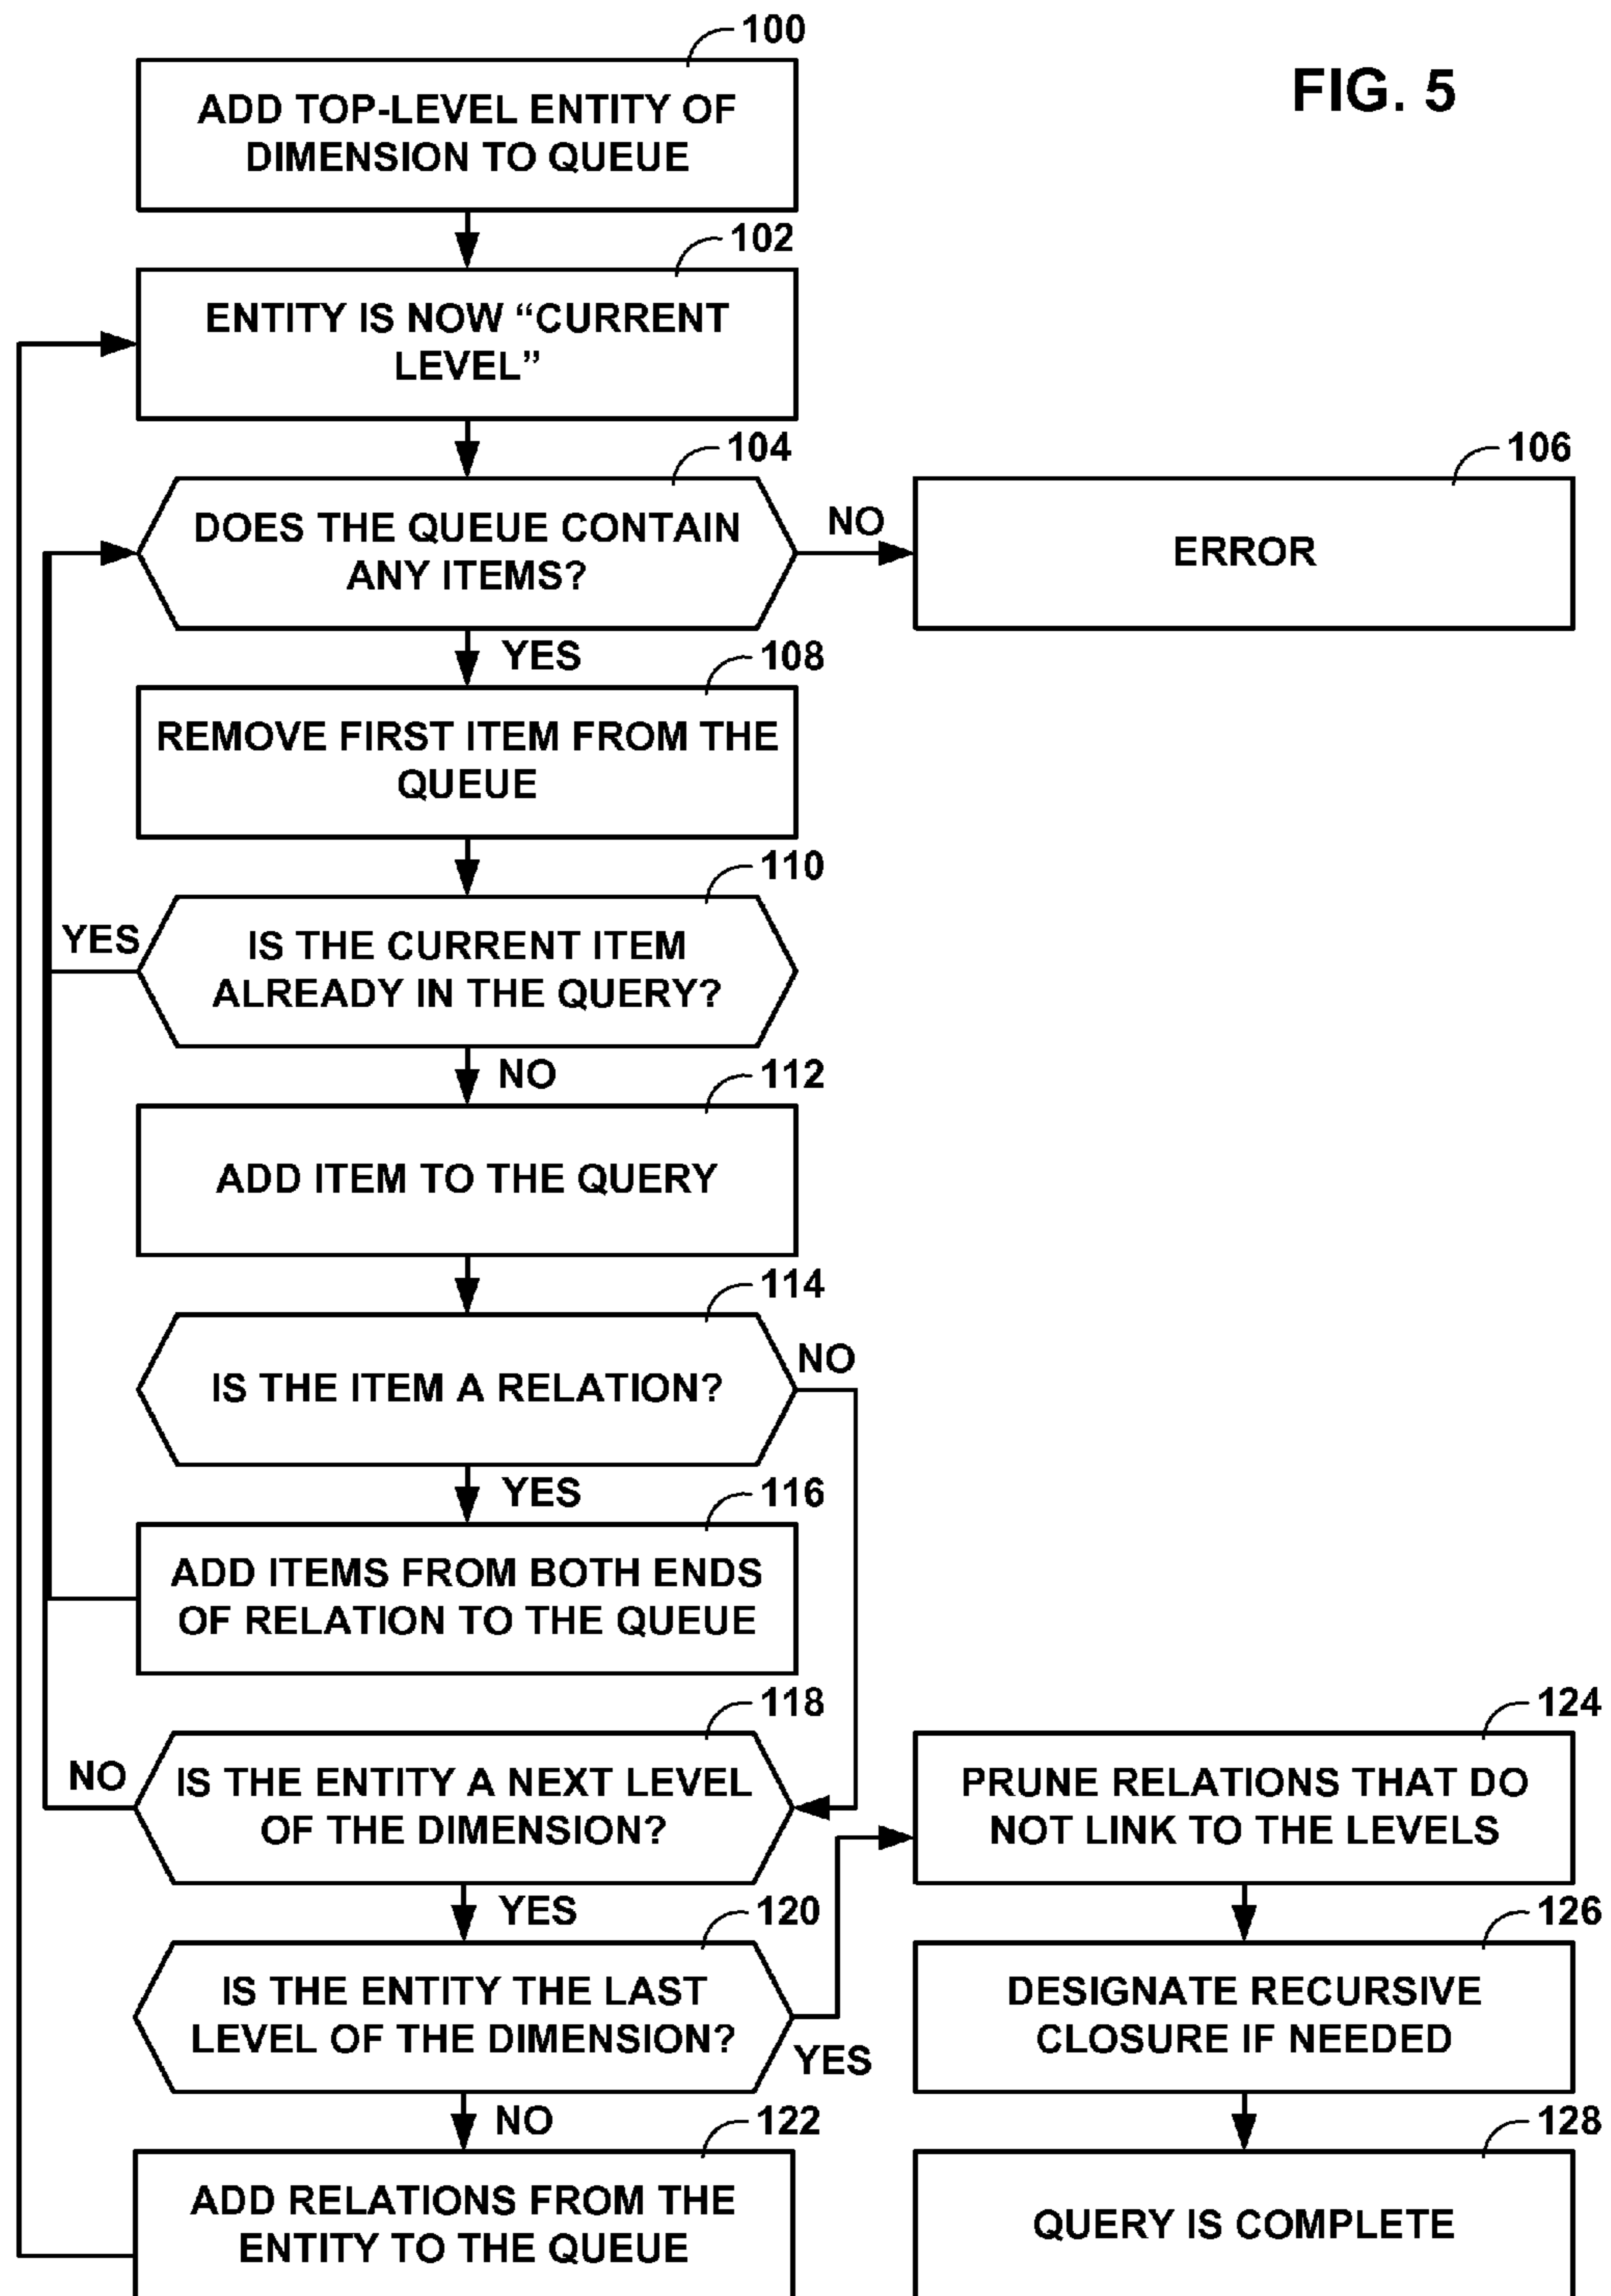 100
FIG. 5
ADD TOP-LEVEL ENTITY OF
DIMENSION TO QUEUE
102
ENTITY IS NOW “CURRENT
LEVEL”
104
DOES THE QUEUE CONTAIN
ANY ITEMS?
NO
106
ERROR
YES
108
REMOVE FIRST ITEM FROM THE
QUEUE
110
YES
IS THE CURRENT ITEM
ALREADY IN THE QUERY?
NO
112
ADD ITEM TO THE QUERY
114
IS THE ITEM A RELATION?
NO
YES
116
ADD ITEMS FROM BOTH ENDS
OF RELATION TO THE QUEUE
118
NO
IS THE ENTITY A NEXT LEVEL
OF THE DIMENSION?
YES
120
IS THE ENTITY THE LAST
LEVEL OF THE DIMENSION?
YES
NO
122
ADD RELATIONS FROM THE
ENTITY TO THE QUEUE
124
PRUNE RELATIONS THAT DO
NOT LINK TO THE LEVELS
126
DESIGNATE RECURSIVE
CLOSURE IF NEEDED
128
QUERY IS COMPLETE